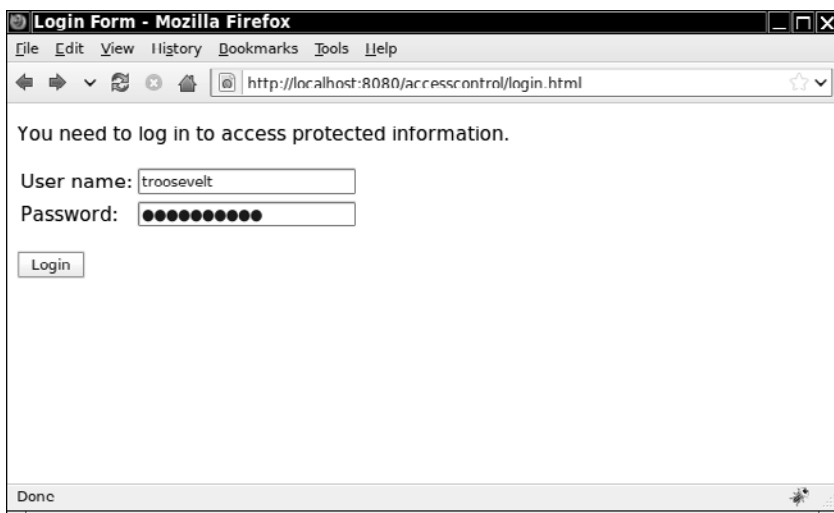 Login Form - Mozilla Firefox
File Edit View History Bookmarks Tools Help
http://localhost:8080/accesscontrol/login.html
You need to log in to access protected information.
User name: troosevelt
Password: ●●●●●●●●●●
Login
Done